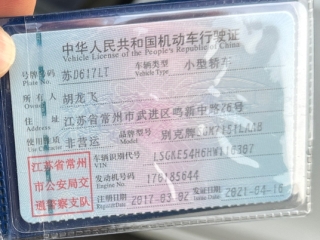 中华人民共和国机动车行驶证
Vehicle License of the People's Republic of China
号牌号码 苏D617LT 车辆类型 小型轿车
Plate No. Vehicle Type
所有人 胡龙飞
Owner
住址 江苏省常州市武进区鸣新中路76号
Address
使用性质 非营运 品牌型号 别克牌
Use Character Model
江苏省常州
市公安局交
通警察支队
车辆识别代号
VIN
发动机号码 176185644
Engine No.
注册日期 2017-03-02 发证日期 2021-04-16
Register Date Issue Date